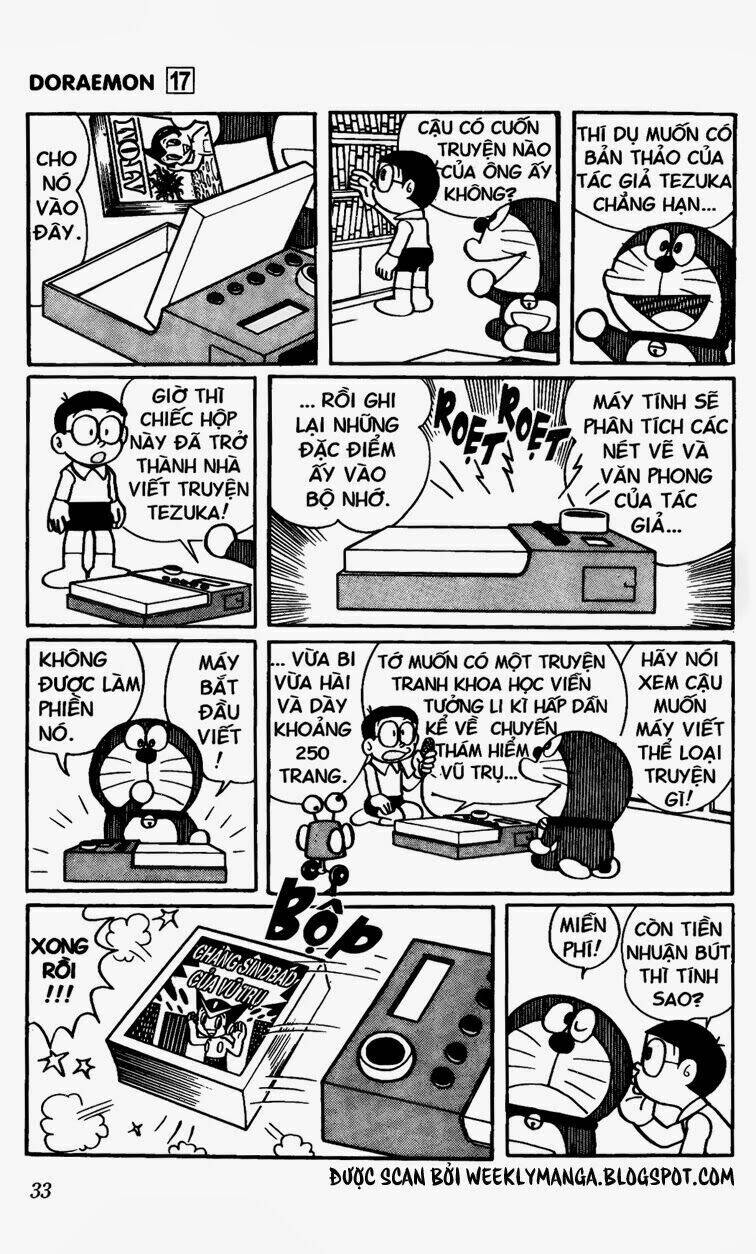 DORAEMON 17
THÍ DỤ MUỐN CÓ
BẢN THẢO CỦA
TÁC GIẢ TEZUKA
CHẲNG HẠN...
CẬU CÓ CUỐN
TRUYỆN NÀO
CỦA ÔNG ẤY
KHÔNG?
CHO
NÓ
VÀO
ĐÂY.
ATOM
MÁY TÍNH SẼ
PHÂN TÍCH CÁC
NÉT VẼ VÀ
VĂN PHONG
CỦA TÁC
GIẢ...
ROẸT ROẸT
... RỒI GHI
LẠI NHỮNG
ĐẶC ĐIỂM
ẤY VÀO
BỘ NHỚ.
GIỜ THÌ
CHIẾC HỘP
NÀY ĐÃ TRỞ
THÀNH NHÀ
VIẾT TRUYỆN
TEZUKA!
HÃY NÓI
XEM CẬU
MUỐN
MÁY VIẾT
THỂ LOẠI
TRUYỆN
GÌ!
TỚ MUỐN CÓ MỘT TRUYỆN
TRANH KHOA HỌC VIỄN
TƯỞNG LI KÌ HẤP DẪN
KỂ VỀ CHUYẾN
THÁM HIỂM
VŨ TRỤ...
... VỪA BI
VỪA HÀI
VÀ DÀY
KHOẢNG
250
TRANG.
MÁY
BẮT
ĐẦU
VIẾT
!
KHÔNG
ĐƯỢC LÀM
PHIỀN
NÓ.
CÒN TIỀN
NHUẬN BÚT
THÌ TÍNH
SAO?
MIỄN
PHÍ!
BỘP
XONG
RỒI
!!!
CHÀNG SINDBAD
CỦA VŨ TRỤ
33
ĐƯỢC SCAN BỞI WEEKLYMANGA.BLOGSPOT.COM